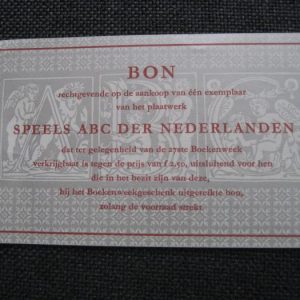 BON
rechtgevende op de aankoop van één exemplaar
van het plaatwerk
SPEELS ABC DER NEDERLANDEN
dat ter gelegenheid van de 27ste Boekenweek
verkrijgbaar is tegen de prijs van f 2,50, uitsluitend voor hen
die in het bezit zijn van deze,
bij het Boekenweekgeschenk uitgereikte bon,
zolang de voorraad strekt.